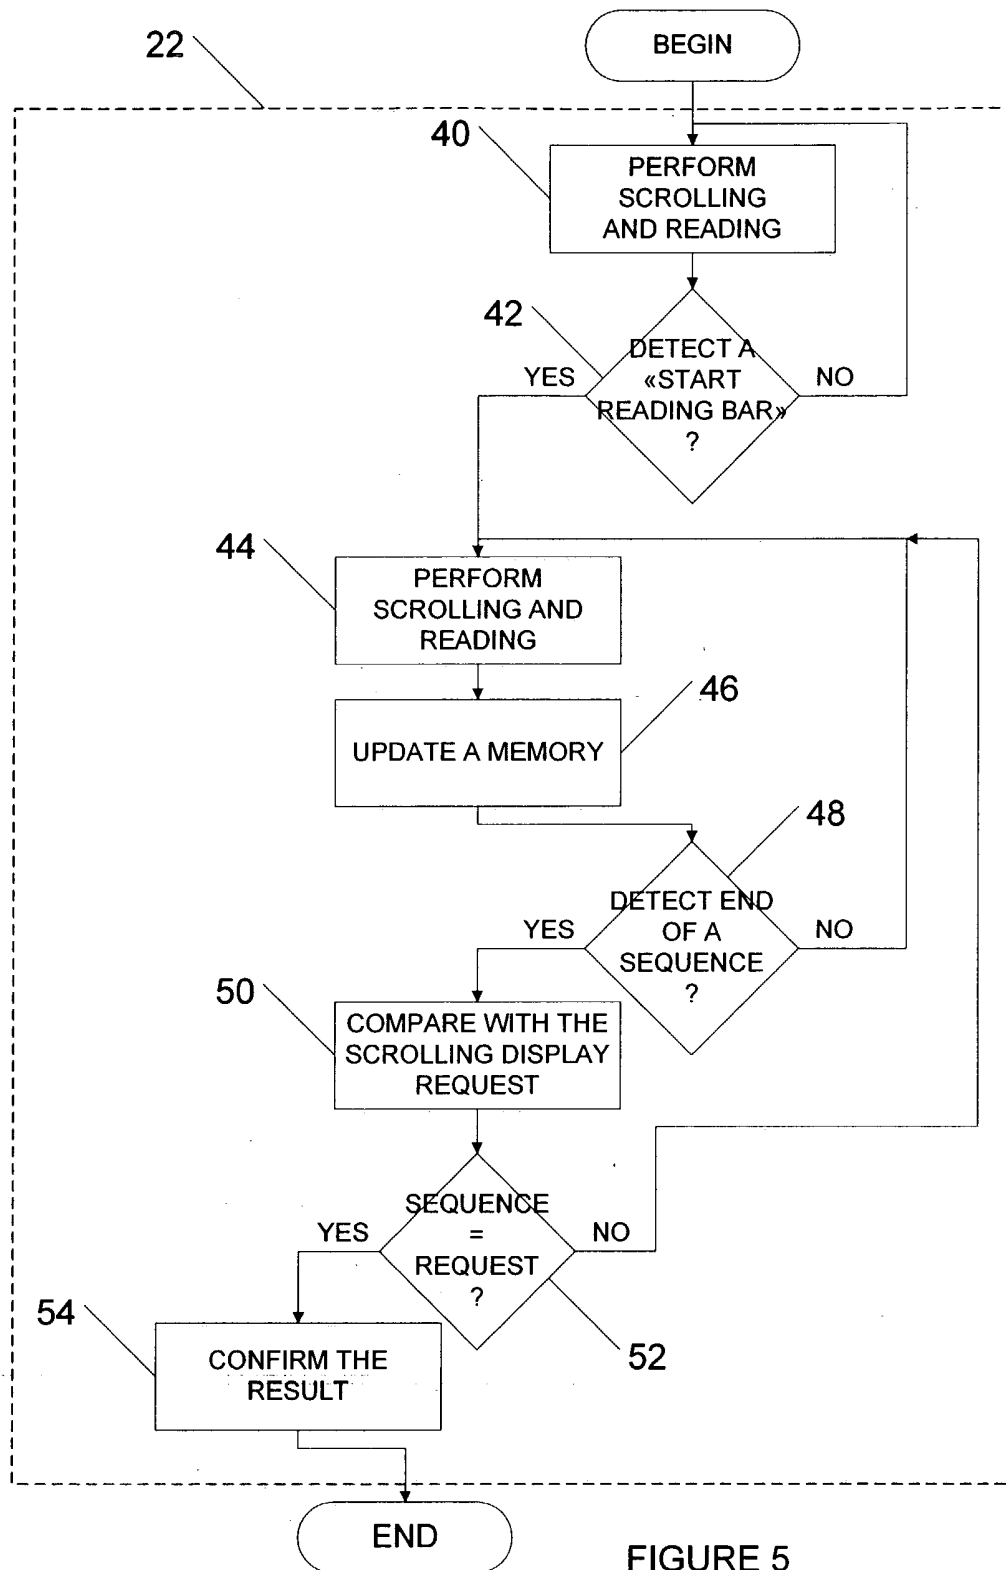 BEGIN
22
40
PERFORM
SCROLLING
AND READING
42
DETECT A
«START
READING BAR»
?
YES
NO
44
PERFORM
SCROLLING AND
READING
46
UPDATE A MEMORY
48
DETECT END
OF A
SEQUENCE
?
YES
NO
50
COMPARE WITH THE
SCROLLING DISPLAY
REQUEST
SEQUENCE
=
REQUEST
?
YES
NO
52
54
CONFIRM THE
RESULT
END
FIGURE 5